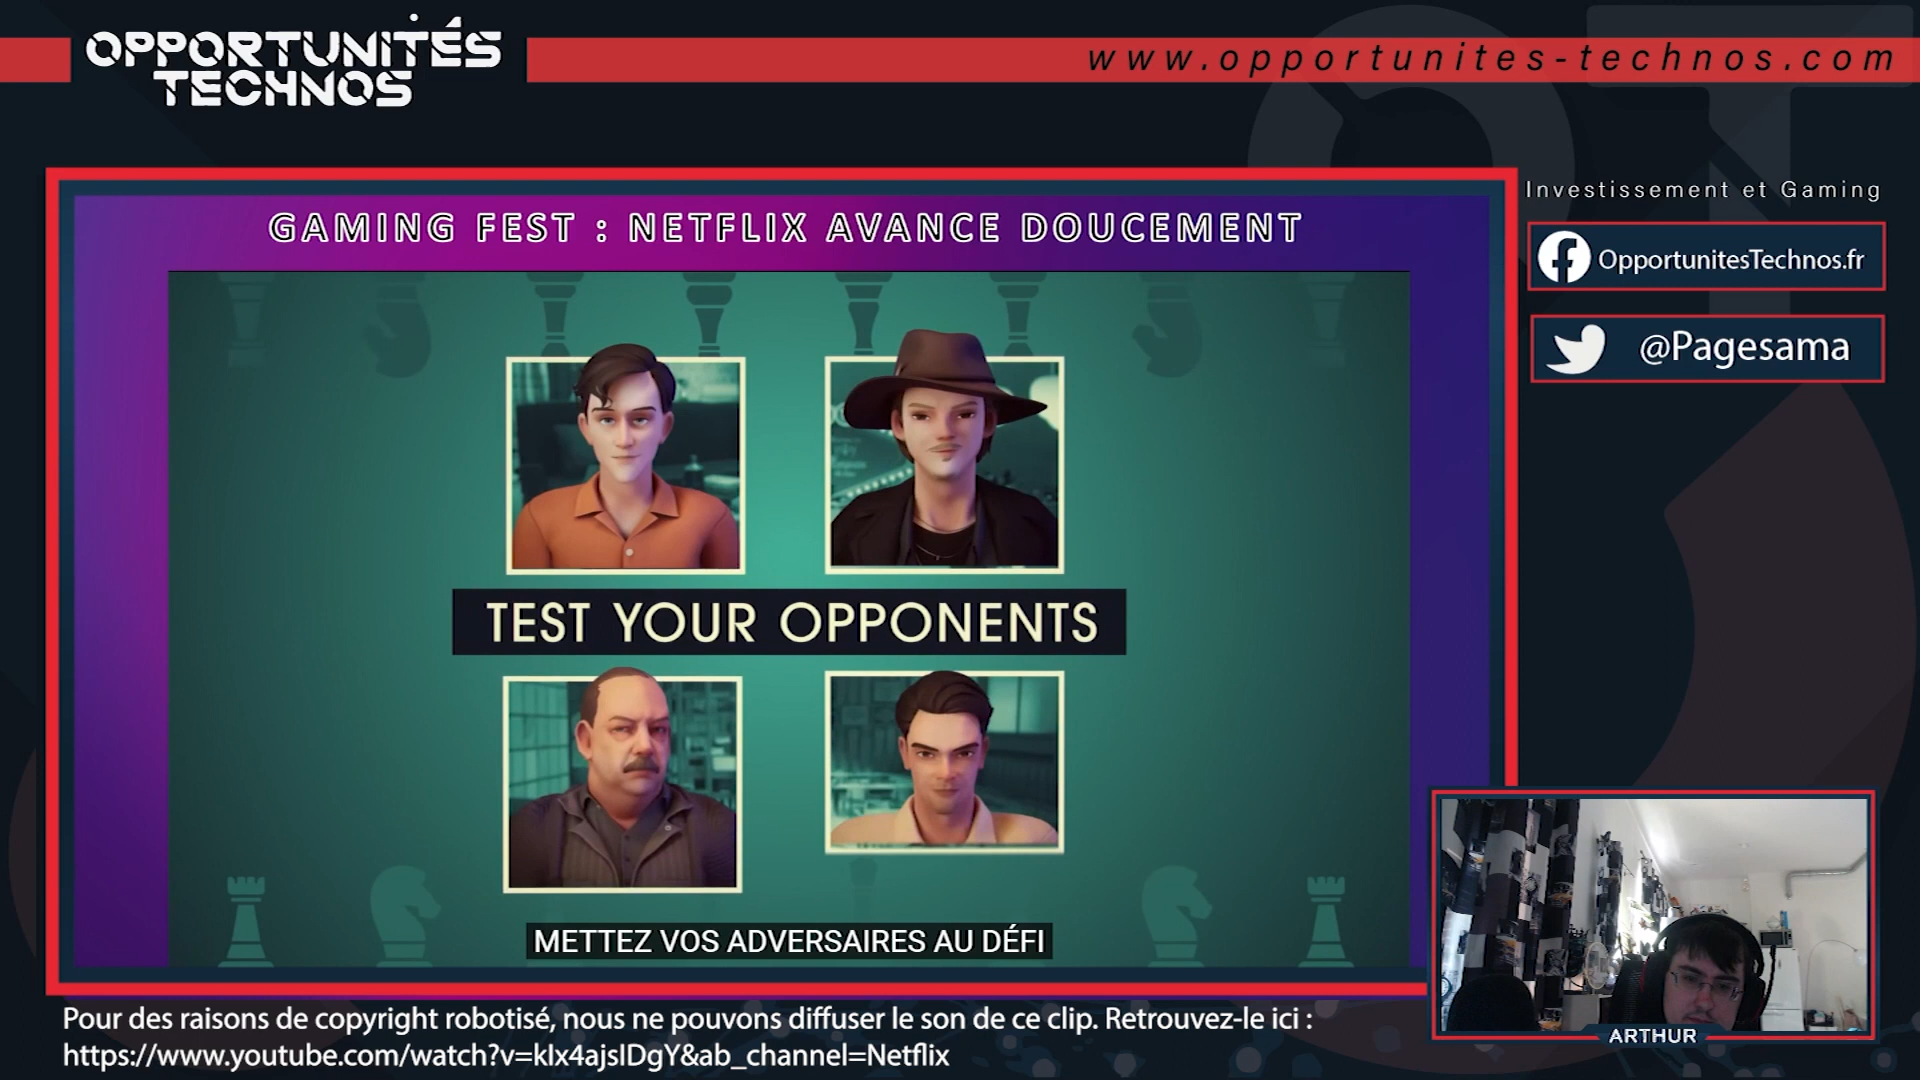 OPPORTUNITÉS
TECHNOS
www.opportunites-technos.com
Investissement et Gaming
OpportunitesTechnos.fr
@Pagesama
GAMING FEST : NETFLIX AVANCE DOUCEMENT
TEST YOUR OPPONENTS
METTEZ VOS ADVERSAIRES AU DÉFI
ARTHUR
Pour des raisons de copyright robotisé, nous ne pouvons diffuser le son de ce clip. Retrouvez-le ici :
https://www.youtube.com/watch?v=kIx4ajsIDgY&ab_channel=Netflix